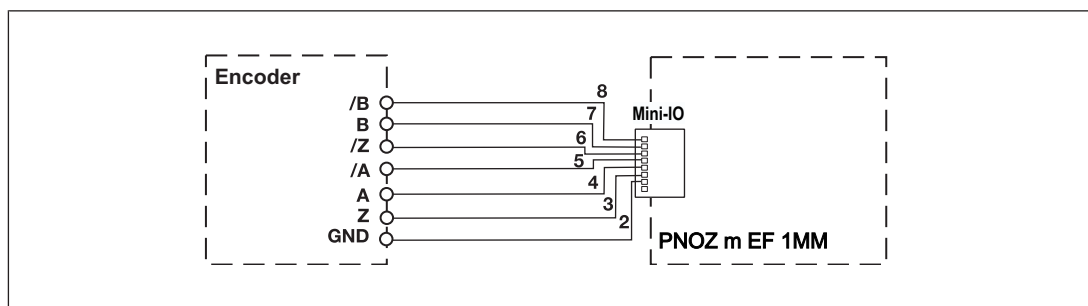 Encoder
/B
8
B
7
Mini-IO
/Z
6
/A
5
A
4
Z
3
GND
2
PNOZ m EF 1MM